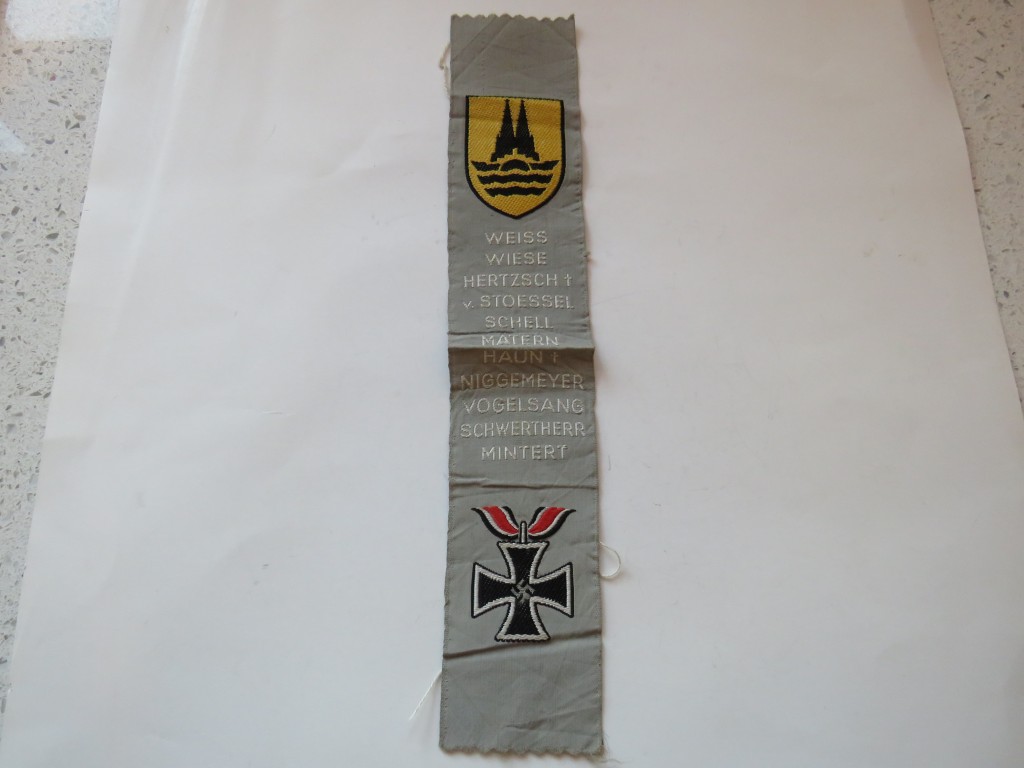 WEISS
WIESE
HERTZSCH †
v. STOESSEL
SCHELL
MATERN
HAUN †
NIGGEMEYER
VOGELSANG
SCHWERTHERR
MINTERT